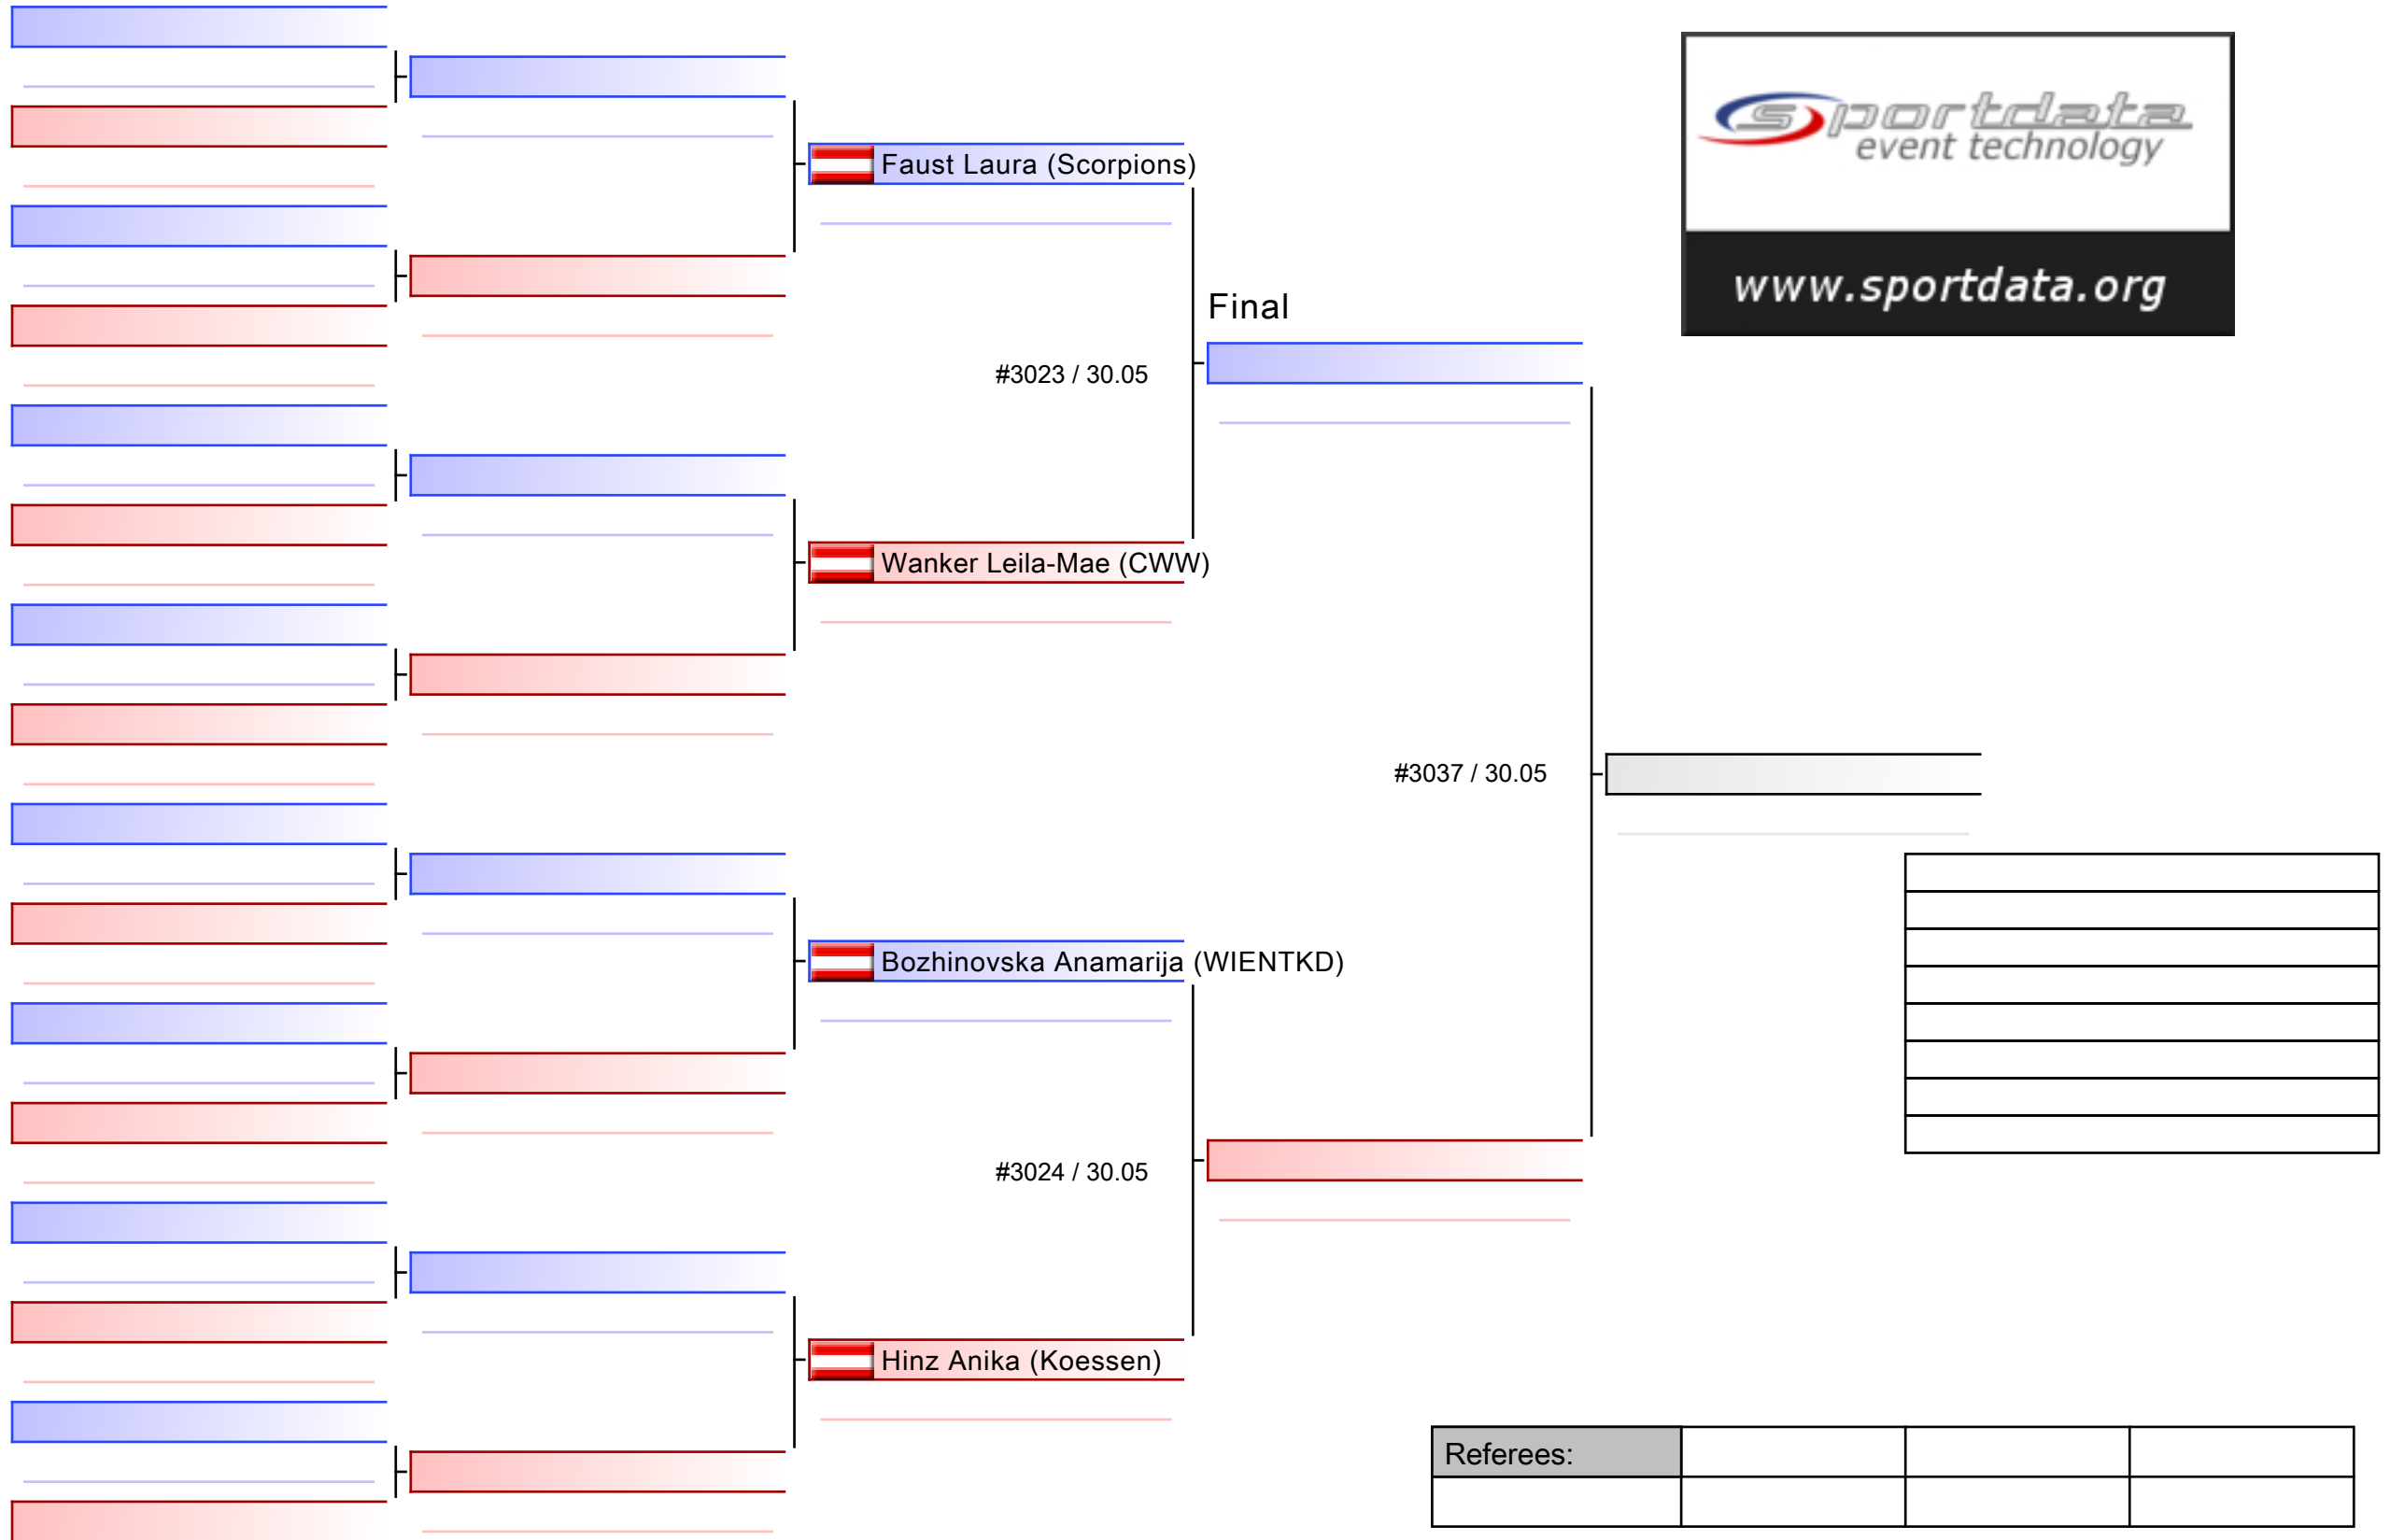 sportdata
event technology
www.sportdata.org
Faust Laura (Scorpions)
Final
#3023 / 30.05
Wanker Leila-Mae (CWW)
#3037 / 30.05
Bozhinovska Anamarija (WIENTKD)
#3024 / 30.05
Hinz Anika (Koessen)
Referees: